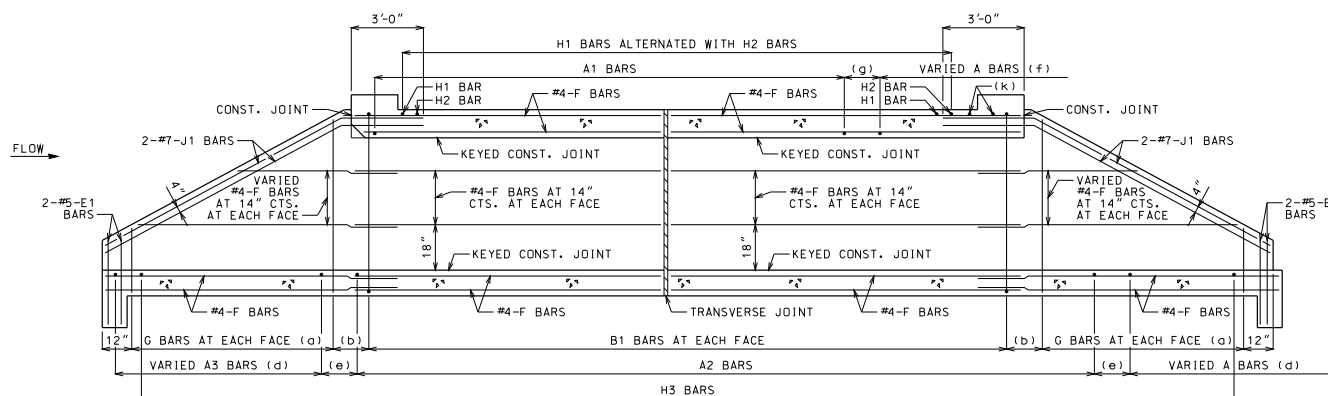 3'-0"
3'-0"
H1 BARS ALTERNATED WITH H2 BARS
A1 BARS
(g)
VARIED A BARS (f)
H1 BAR
H2 BAR
#4-F BARS
#4-F BARS
H2 BAR
H1 BAR
(k)
CONST. JOINT
CONST. JOINT
FLOW
2-#7-J1 BARS
2-#7-J1 BARS
KEYED CONST. JOINT
KEYED CONST. JOINT
4"
VARIED
#4-F BARS
AT 14" CTS.
AT EACH FACE
#4-F BARS AT 14"
CTS. AT EACH FACE
#4-F BARS AT 14"
CTS. AT EACH FACE
VARIED
#4-F BARS
AT 14" CTS.
AT EACH FACE
4"
2-#5-E1
BARS
2-#5-E
BARS
18"
KEYED CONST. JOINT
18"
KEYED CONST. JOINT
#4-F BARS
#4-F BARS
TRANSVERSE JOINT
#4-F BARS
#4-F BARS
12"
G BARS AT EACH FACE (a)
(b)
B1 BARS AT EACH FACE
(b)
G BARS AT EACH FACE (a)
12"
VARIED A3 BARS (d)
(e)
A2 BARS
(e)
VARIED A BARS (d)
H3 BARS